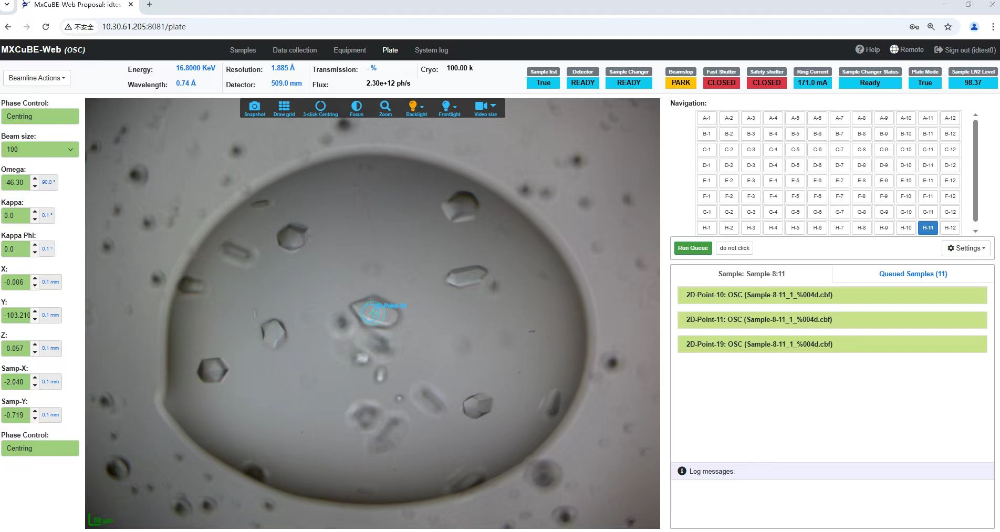 MxCuBE-Web Proposal: idtes
不安全
10.30.61.205:8081/plate
MXCuBE-Web (OSC)
Samples
Data collection
Equipment
Plate
System log
Help
Remote
Sign out (idtest0)
Beamline Actions
Energy: 16.8000 KeV
Wavelength: 0.74 Å
Resolution: 1.885 Å
Detector: 509.0 mm
Transmission: - %
Flux: 2.30e+12 ph/s
Cryo: 100.00 k
Sample list
True
Detector
READY
Sample Changer
READY
Beamstop
PARK
Fast Shutter
CLOSED
Safety shutter
CLOSED
Ring Current
171.0 mA
Sample Changer Status
Ready
Plate Mode
True
Sample LN2 Level
98.37
Phase Control:
Centring
Beam size:
100
Omega:
-46.30 90.0 °
Kappa:
0.0 0.1 °
Kappa Phi:
0.0 0.1 °
X:
-0.006 0.1 mm
Y:
-103.210 0.1 mm
Z:
-0.057 0.1 mm
Samp-X:
-2.040 0.1 mm
Samp-Y:
-0.719 0.1 mm
Phase Control:
Centring
Snapshot
Draw grid
3-click Centring
Focus
Zoom
Backlight
Frontlight
Video size
50 µm
Navigation:
A-1 A-2 A-3 A-4 A-5 A-6 A-7 A-8 A-9 A-10 A-11 A-12
B-1 B-2 B-3 B-4 B-5 B-6 B-7 B-8 B-9 B-10 B-11 B-12
C-1 C-2 C-3 C-4 C-5 C-6 C-7 C-8 C-9 C-10 C-11 C-12
D-1 D-2 D-3 D-4 D-5 D-6 D-7 D-8 D-9 D-10 D-11 D-12
E-1 E-2 E-3 E-4 E-5 E-6 E-7 E-8 E-9 E-10 E-11 E-12
F-1 F-2 F-3 F-4 F-5 F-6 F-7 F-8 F-9 F-10 F-11 F-12
G-1 G-2 G-3 G-4 G-5 G-6 G-7 G-8 G-9 G-10 G-11 G-12
H-1 H-2 H-3 H-4 H-5 H-6 H-7 H-8 H-9 H-10 H-11 H-12
Run Queue
do not click
Settings
Sample: Sample-8:11
Queued Samples (11)
2D-Point-10: OSC (Sample-8-11_1_%004d.cbf)
2D-Point-11: OSC (Sample-8-11_1_%004d.cbf)
2D-Point-19: OSC (Sample-8-11_1_%004d.cbf)
Log messages: